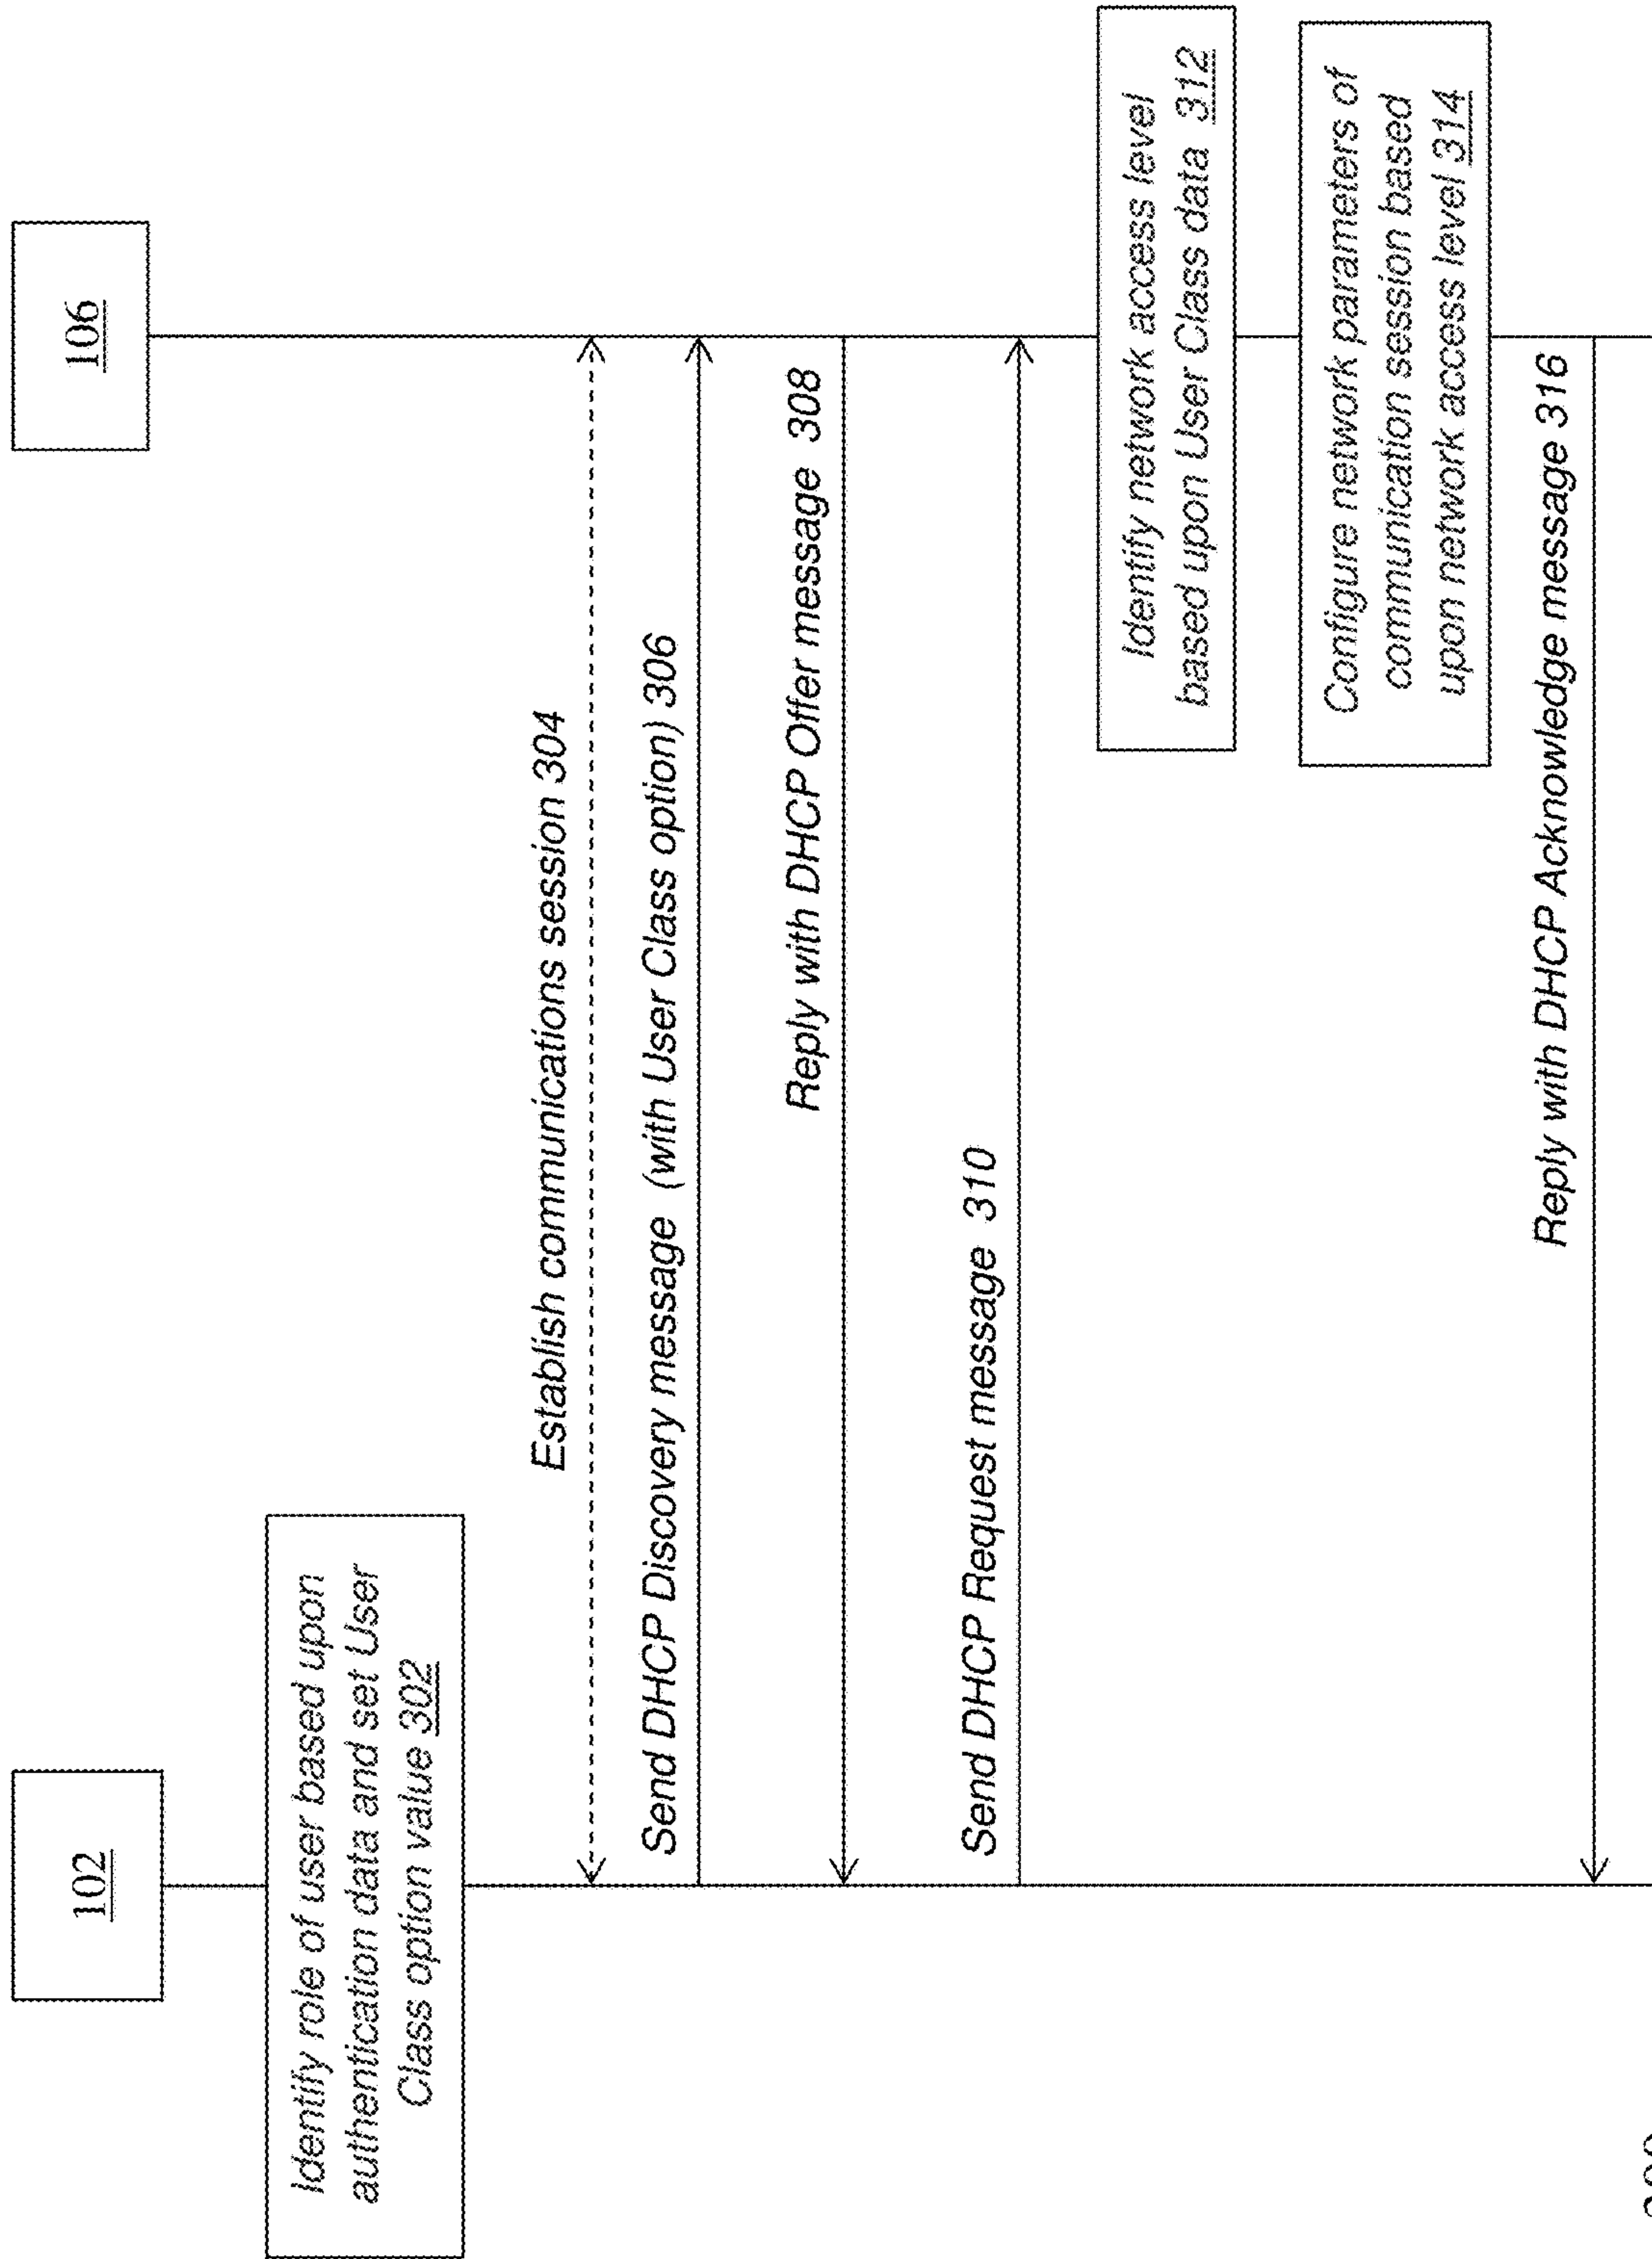 102
106
Identify role of user based upon
authentication data and set User
Class option value 302
Establish communications session 304
Send DHCP Discovery message (with User Class option) 306
Reply with DHCP Offer message 308
Send DHCP Request message 310
Identify network access level
based upon User Class data 312
Configure network parameters of
communication session based
upon network access level 314
Reply with DHCP Acknowledge message 316